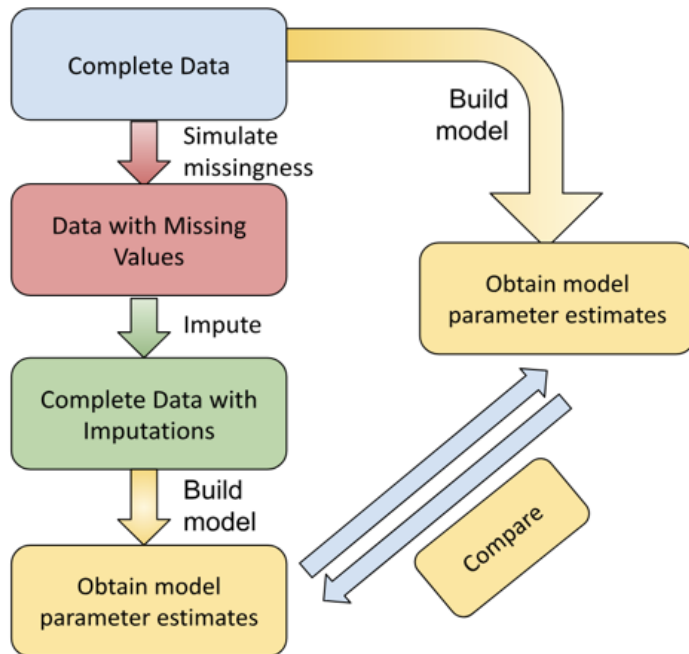 Complete Data
Simulate
missingness
Build
model
Data with Missing
Values
Obtain model
parameter estimates
Impute
Complete Data with
Imputations
Build
model
Compare
Obtain model
parameter estimates